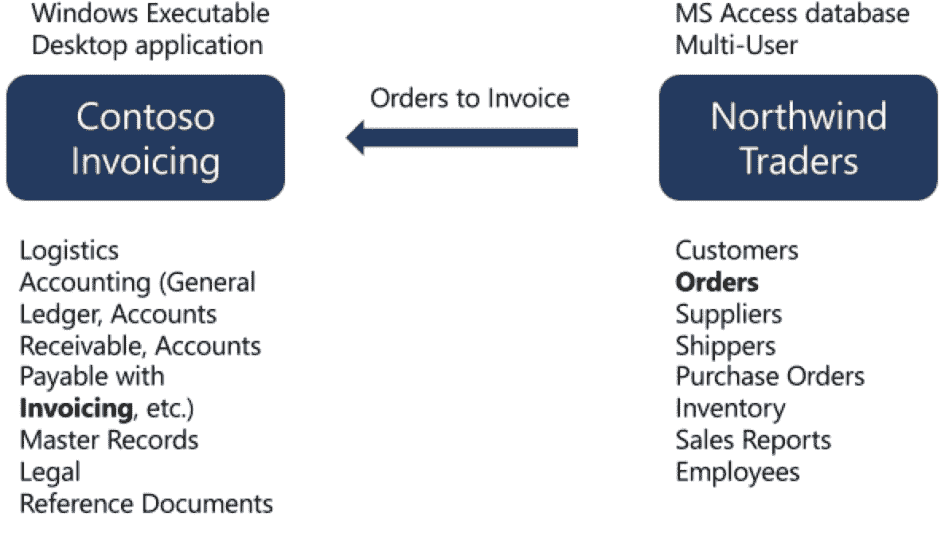 Windows Executable
Desktop application
Contoso
Invoicing
Logistics
Accounting (General
Ledger, Accounts
Receivable, Accounts
Payable with
Invoicing, etc.)
Master Records
Legal
Reference Documents
Orders to Invoice
MS Access database
Multi-User
Northwind
Traders
Customers
Orders
Suppliers
Shippers
Purchase Orders
Inventory
Sales Reports
Employees